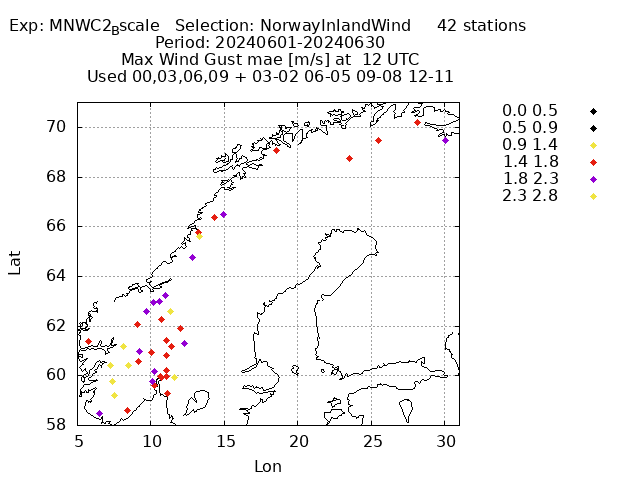 Exp: MNWC2Bscale   Selection: NorwayInlandWind     42 stations
Period: 20240601-20240630
Max Wind Gust mae [m/s] at  12 UTC
Used 00,03,06,09 + 03-02 06-05 09-08 12-11
0.0 0.5
0.5 0.9
0.9 1.4
1.4 1.8
1.8 2.3
2.3 2.8
Lat
70
68
66
64
62
60
58
5 10 15 20 25 30
Lon